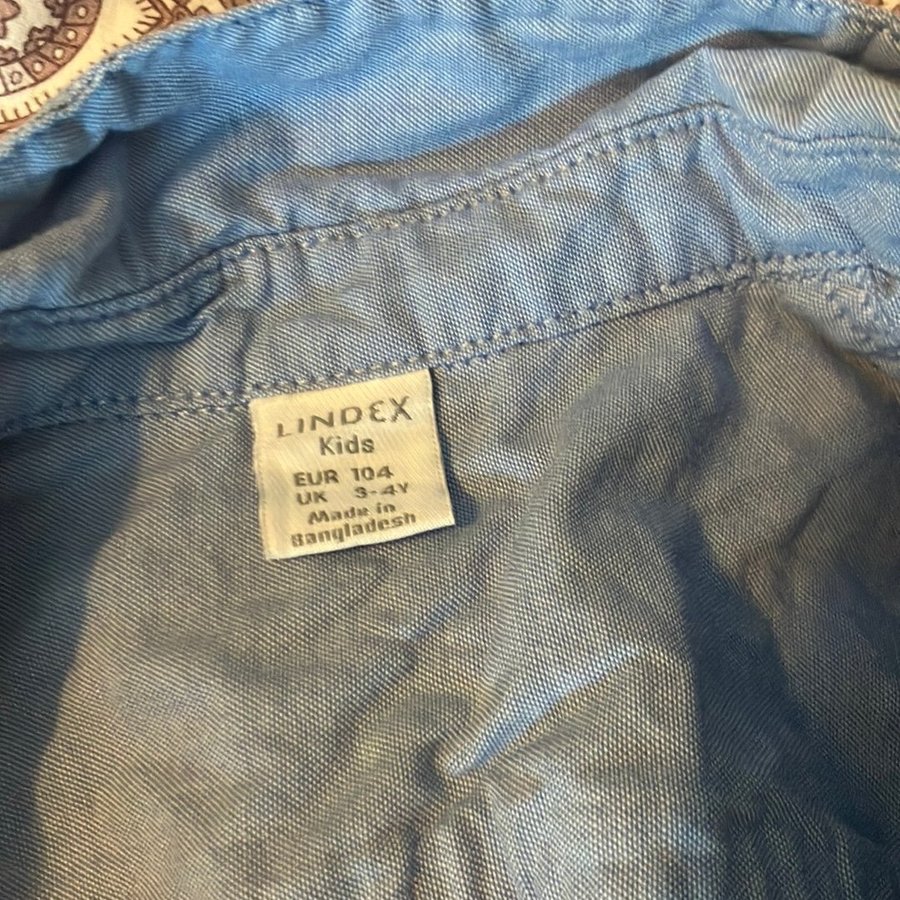 LINDEX
Kids
EUR 104
UK 3-4Y
Made in
Bangladesh